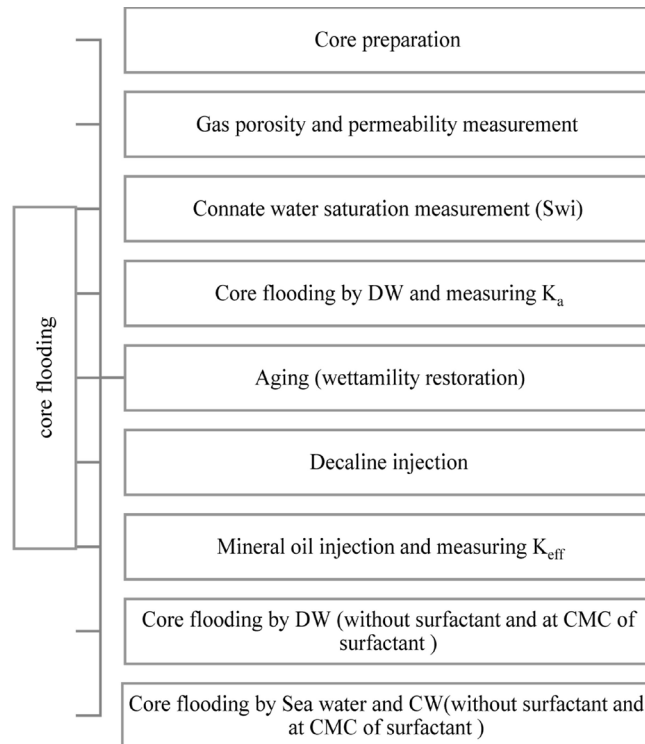 Core preparation
Gas porosity and permeability measurement
Connate water saturation measurement (Swi)
Core flooding by DW and measuring Ka
core flooding
Aging (wettamility restoration)
Decaline injection
Mineral oil injection and measuring Keff
Core flooding by DW (without surfactant and at CMC of
surfactant )
Core flooding by Sea water and CW(without surfactant and
at CMC of surfactant )